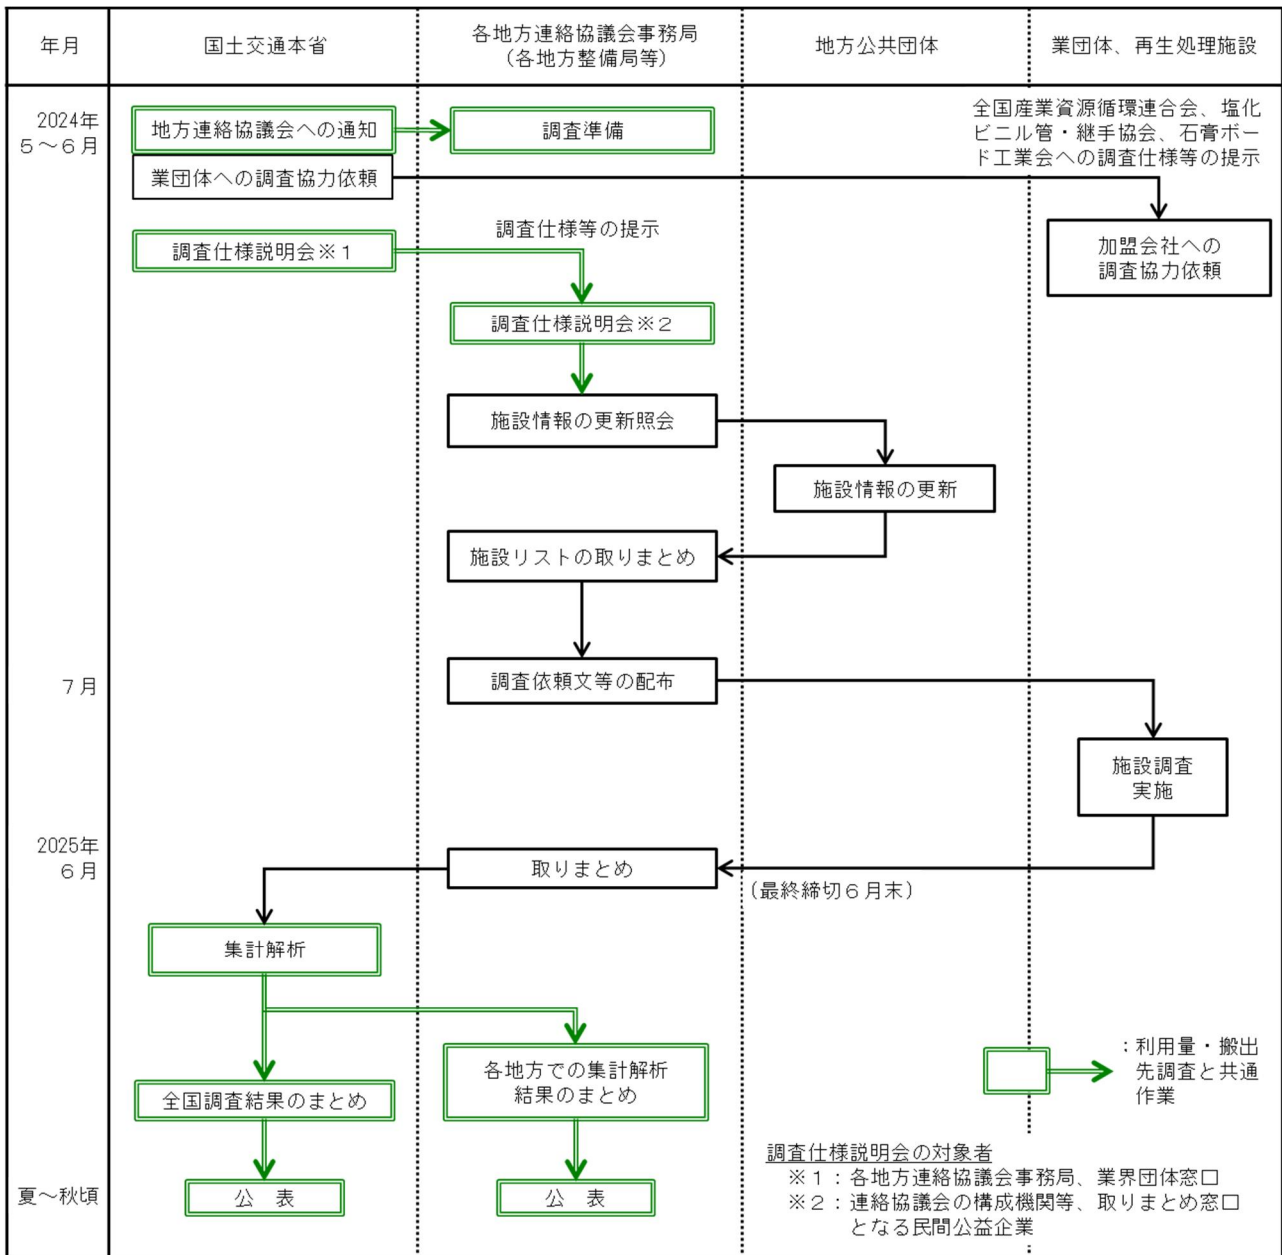 年月
国土交通本省
各地方連絡協議会事務局
(各地方整備局等)
地方公共団体
業団体、再生処理施設
2024年
5～6月
地方連絡協議会への通知
調査準備
全国産業資源循環連合会、塩化
ビニル管・継手協会、石膏ボー
ド工業会への調査仕様等の提示
業団体への調査協力依頼
調査仕様説明会※1
調査仕様等の提示
加盟会社への
調査協力依頼
調査仕様説明会※2
施設情報の更新照会
施設情報の更新
施設リストの取りまとめ
7月
調査依頼文等の配布
施設調査
実施
2025年
6月
取りまとめ
(最終締切6月末)
集計解析
各地方での集計解析
結果のまとめ
全国調査結果のまとめ
：利用量・搬出
先調査と共通
作業
調査仕様説明会の対象者
※1：各地方連絡協議会事務局、業界団体窓口
※2：連絡協議会の構成機関等、取りまとめ窓口
となる民間公益企業
夏～秋頃
公　表
公　表